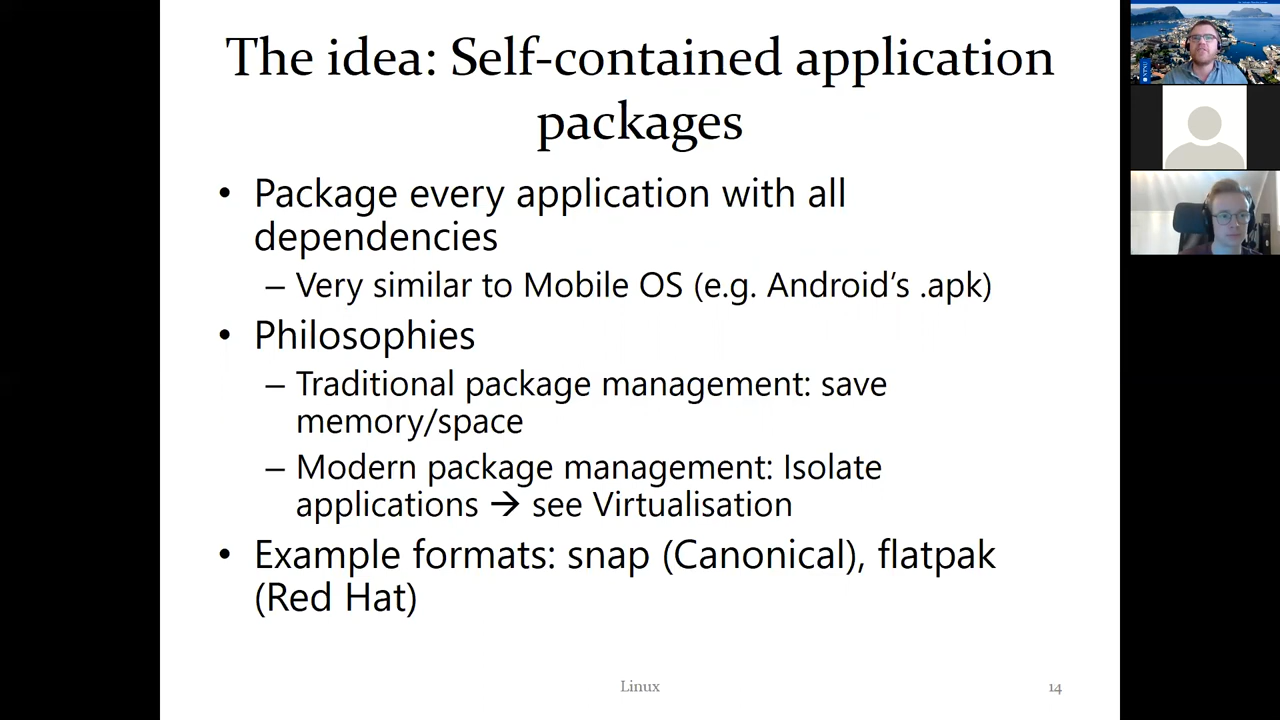 The idea: Self-contained application
packages
• Package every application with all
dependencies
– Very similar to Mobile OS (e.g. Android’s .apk)
• Philosophies
– Traditional package management: save
memory/space
– Modern package management: Isolate
applications → see Virtualisation
• Example formats: snap (Canonical), flatpak
(Red Hat)
Linux
14
NTNU